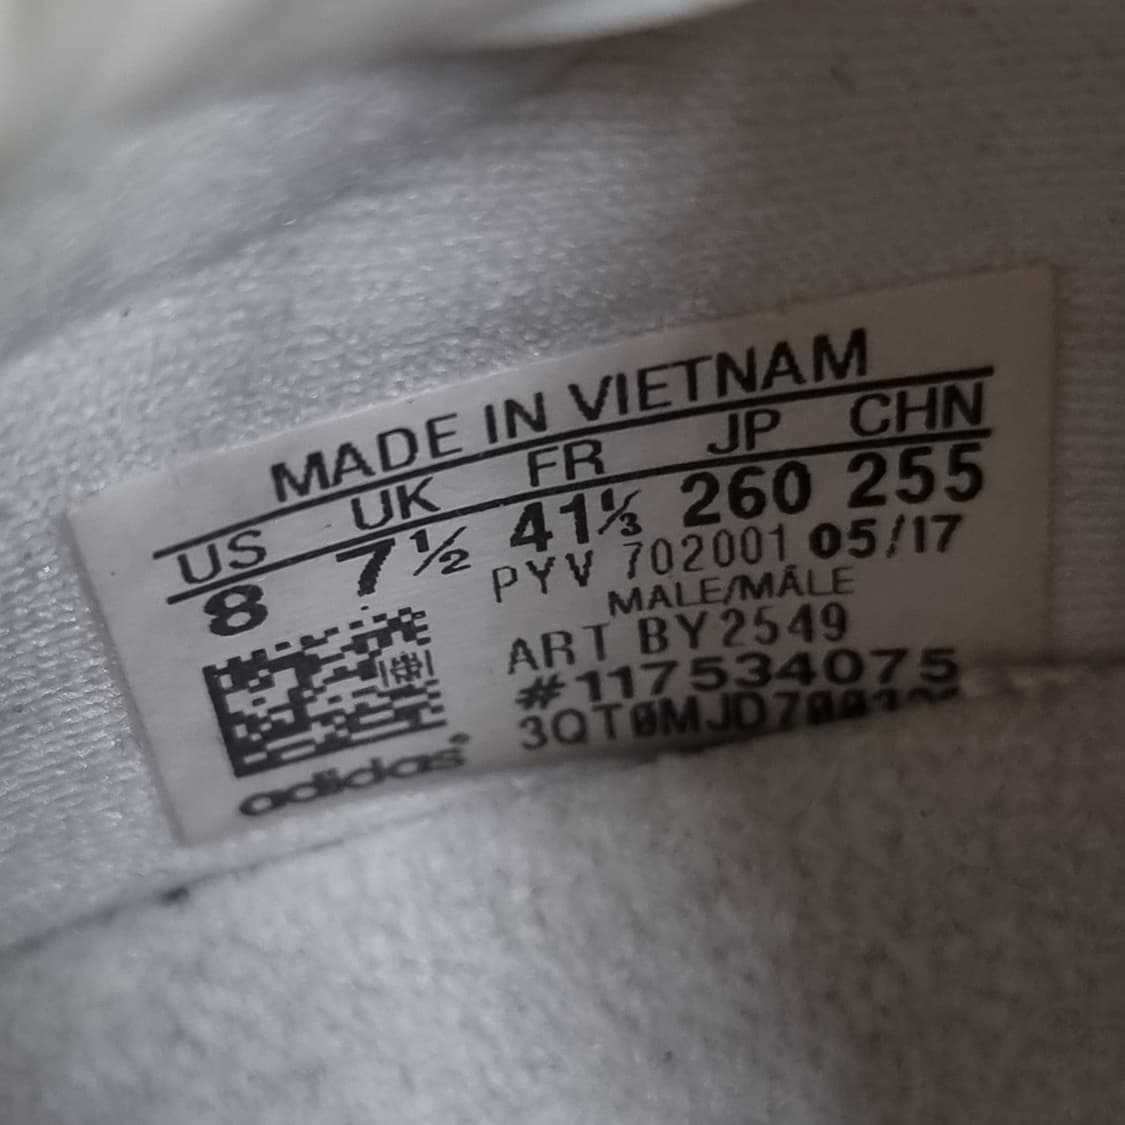 MADE IN VIETNAM
US UK FR JP CHN
8 7½ 41⅓ 260 255
PYV 702001 05/17
MALE/MÂLE
ART BY2549
#117534075
adidas